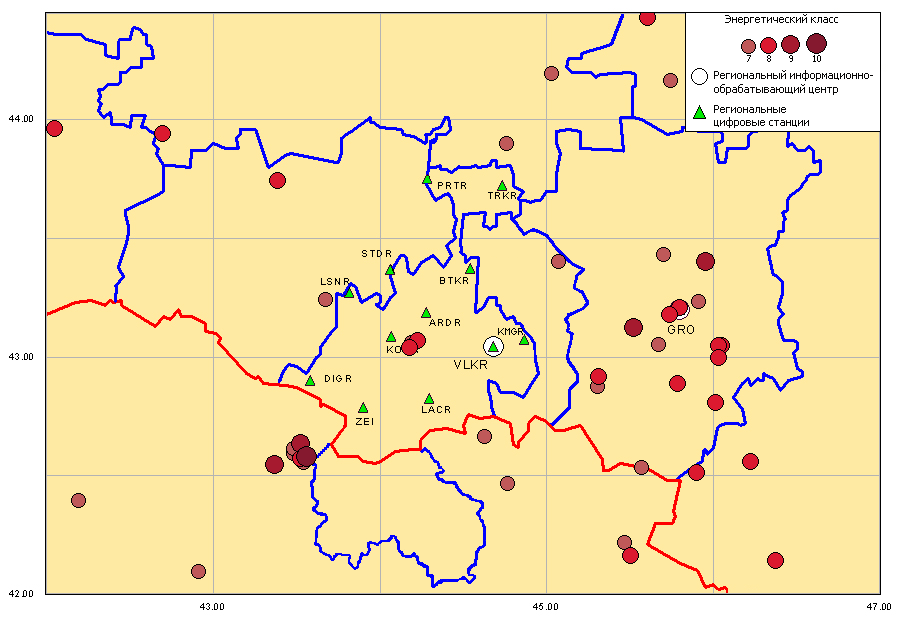 Энергетический класс
7 8 9 10
Региональный информационно-
обрабатывающий центр
Региональные
цифровые станции
44.00
PRTR
TRKR
STDR
LSNR
BTKR
ARDR
KMGR
GRO
KO
43.00
VLKR
DIGR
LACR
ZEI
42.00
43.00
45.00
47.00